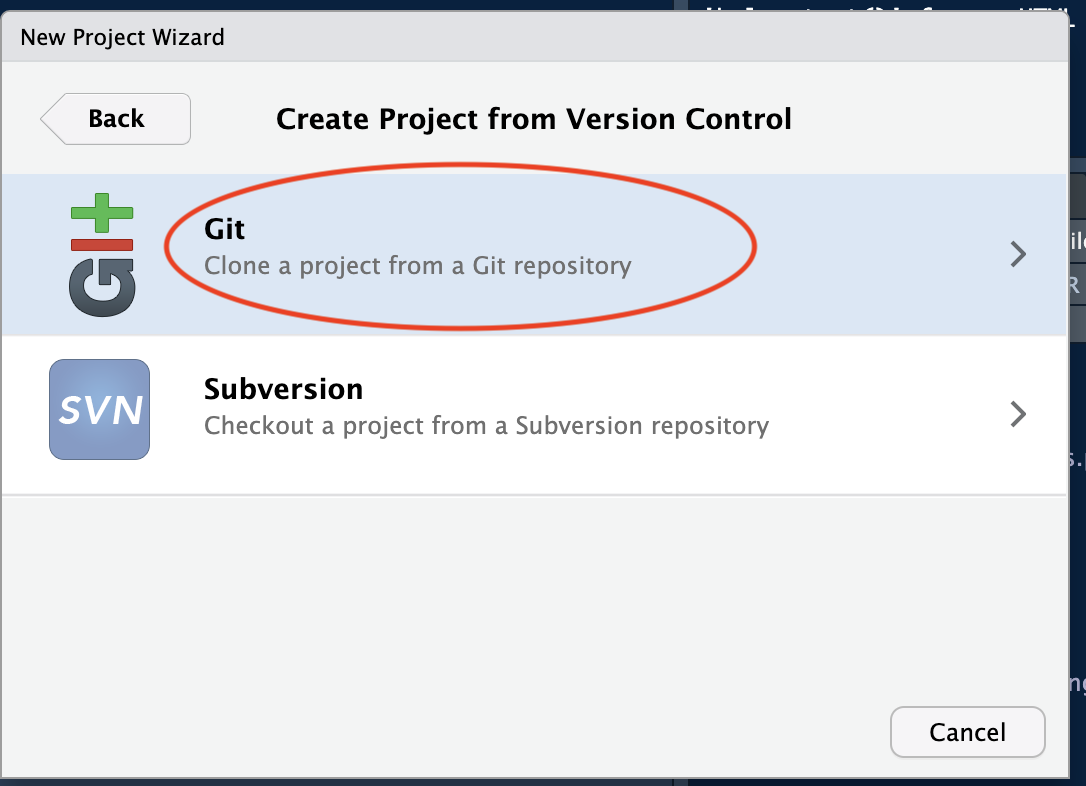 New Project Wizard
Back
Create Project from Version Control
GIT
Git
Clone a project from a Git repository
SVN
Subversion
Checkout a project from a Subversion repository
Cancel